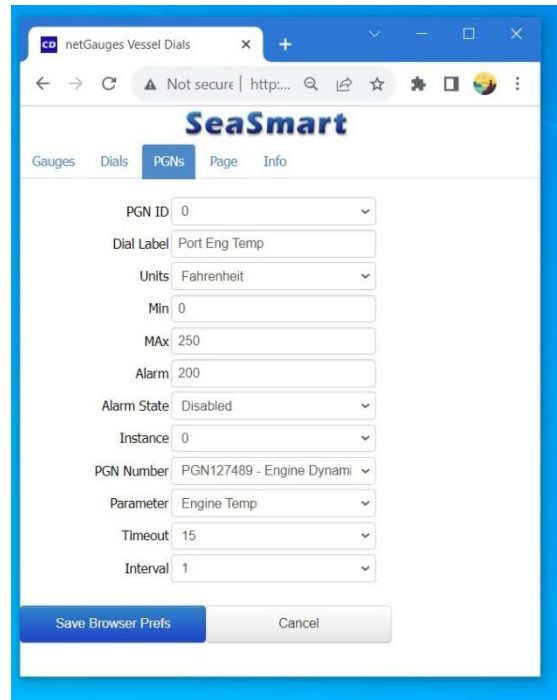 CD netGauges Vessel Dials
Not secure http:...
SeaSmart
Gauges Dials PGNs Page Info
PGN ID 0
Dial Label Port Eng Temp
Units Fahrenheit
Min 0
MAx 250
Alarm 200
Alarm State Disabled
Instance 0
PGN Number PGN127489 - Engine Dynami
Parameter Engine Temp
Timeout 15
Interval 1
Save Browser Prefs Cancel